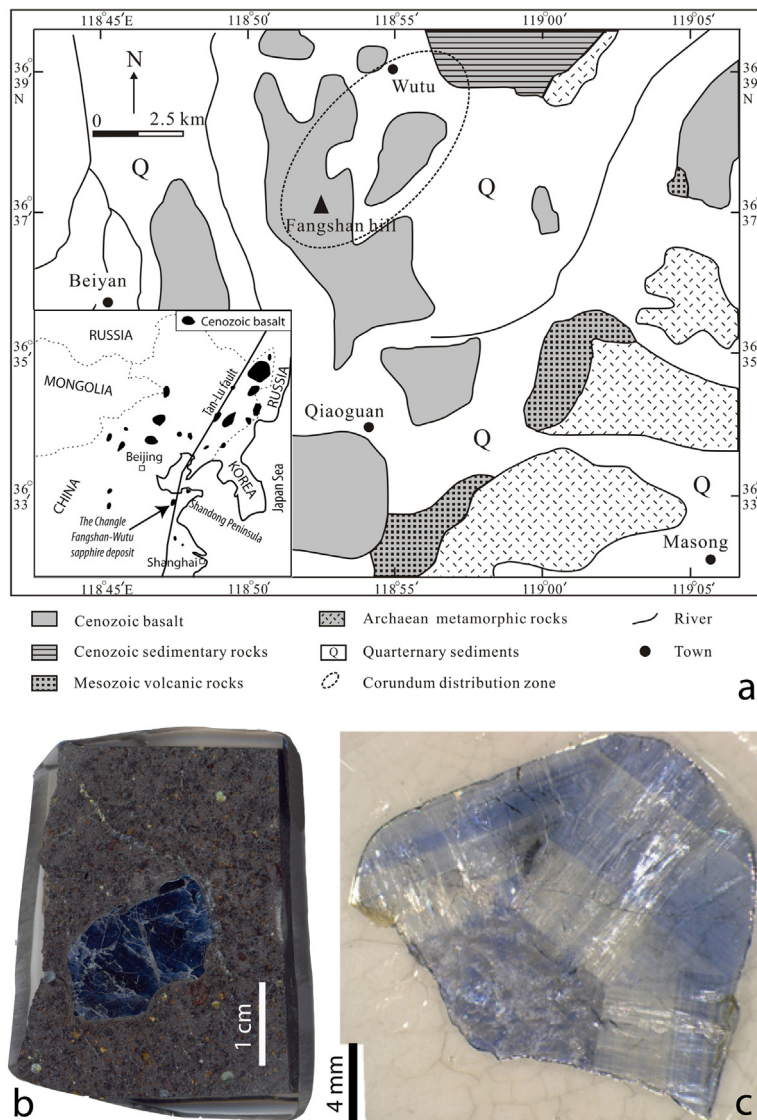 118°45′E
118°50′
118°55′
119°00′
119°05′
36°39′N
N
0 2.5 km
Wutu
Q
Q
36°37′
36°37′
Fangshan hill
Beiyan
Cenozoic basalt
RUSSIA
MONGOLIA
Tan-Lu fault
RUSSIA
Beijing
KOREA
Japan Sea
CHINA
The Changle
Fangshan-Wutu
sapphire deposit
Shandong Peninsula
Shanghai
36°35′
36°35′
Qiaoguan
Q
Q
36°33′
36°33′
Masong
36°39′N
118°45′
118°50′
118°55′
119°00′
119°05′
Cenozoic basalt
Archaean metamorphic rocks
River
Cenozoic sedimentary rocks
Q
Quarternary sediments
Town
Mesozoic volcanic rocks
Corundum distribution zone
a
b
1 cm
4 mm
c